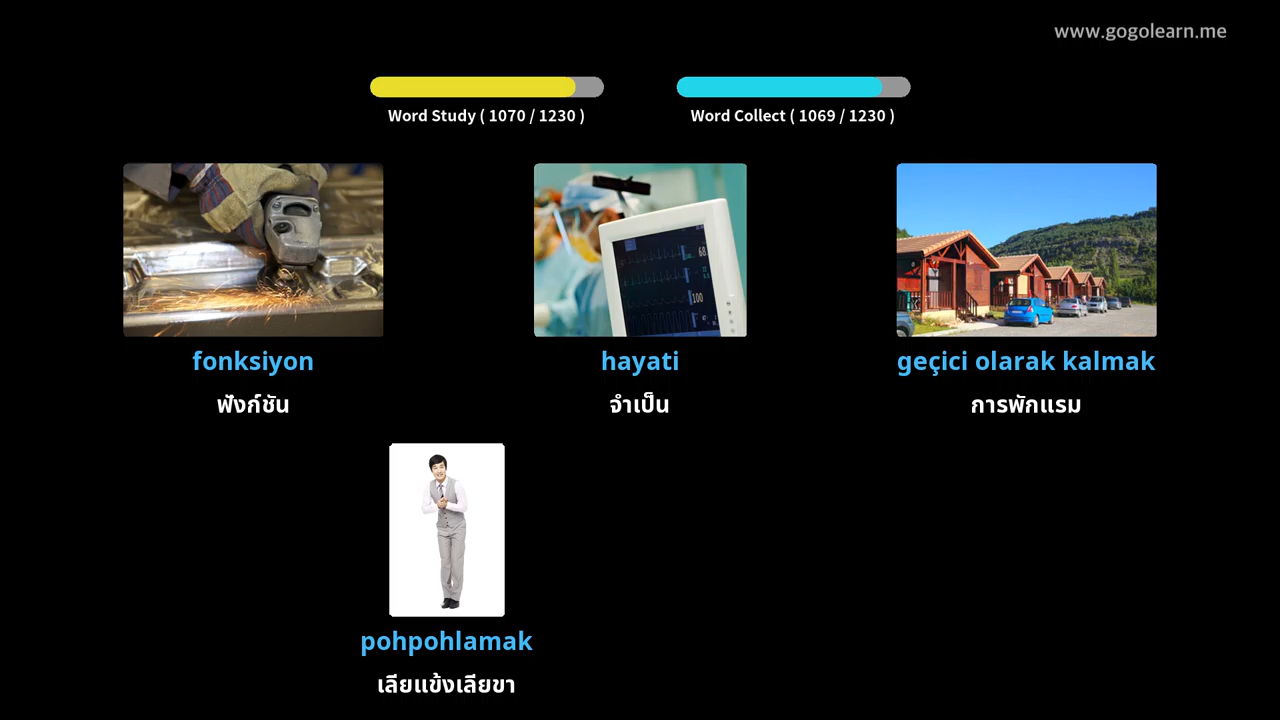 www.gogolearn.me
Word Study ( 1070 / 1230 )
Word Collect ( 1069 / 1230 )
fonksiyon
ฟังก์ชัน
hayati
จำเป็น
geçici olarak kalmak
การพักแรม
68
100
pohpohlamak
เลียแข้งเลียขา